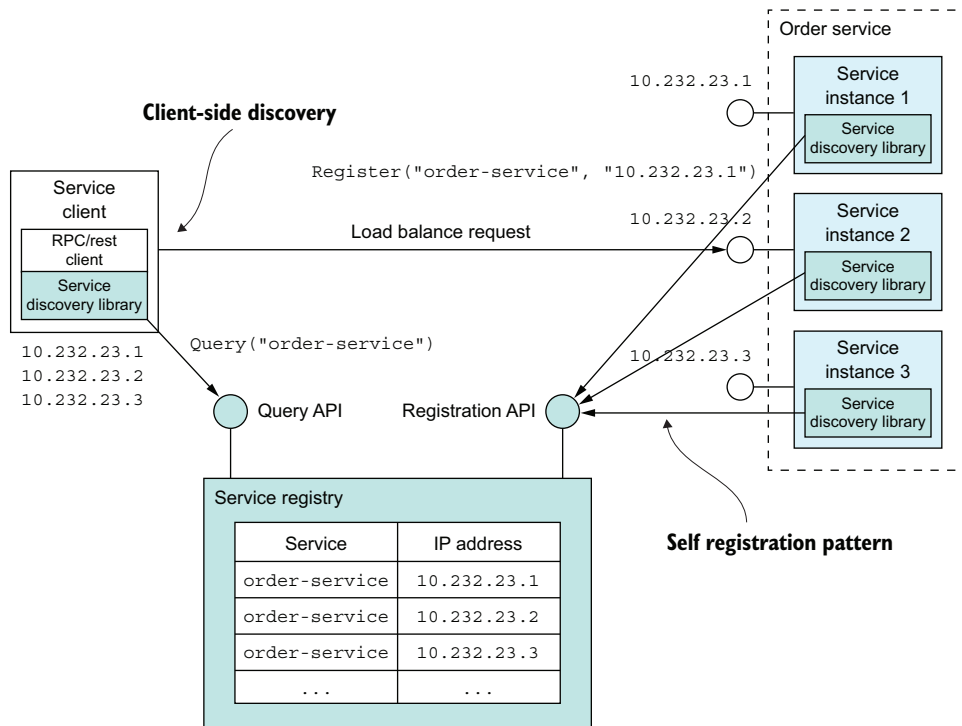 Order service
10.232.23.1
Service
instance 1
Service
discovery library
Client-side discovery
Register("order-service", "10.232.23.1")
Service
client
RPC/rest
client
Service
discovery library
Load balance request
10.232.23.2
Service
instance 2
Service
discovery library
10.232.23.1
10.232.23.2
10.232.23.3
Query("order-service")
10.232.23.3
Service
instance 3
Service
discovery library
Query API
Registration API
Self registration pattern
Service registry
Service IP address
order-service 10.232.23.1
order-service 10.232.23.2
order-service 10.232.23.3
... ...